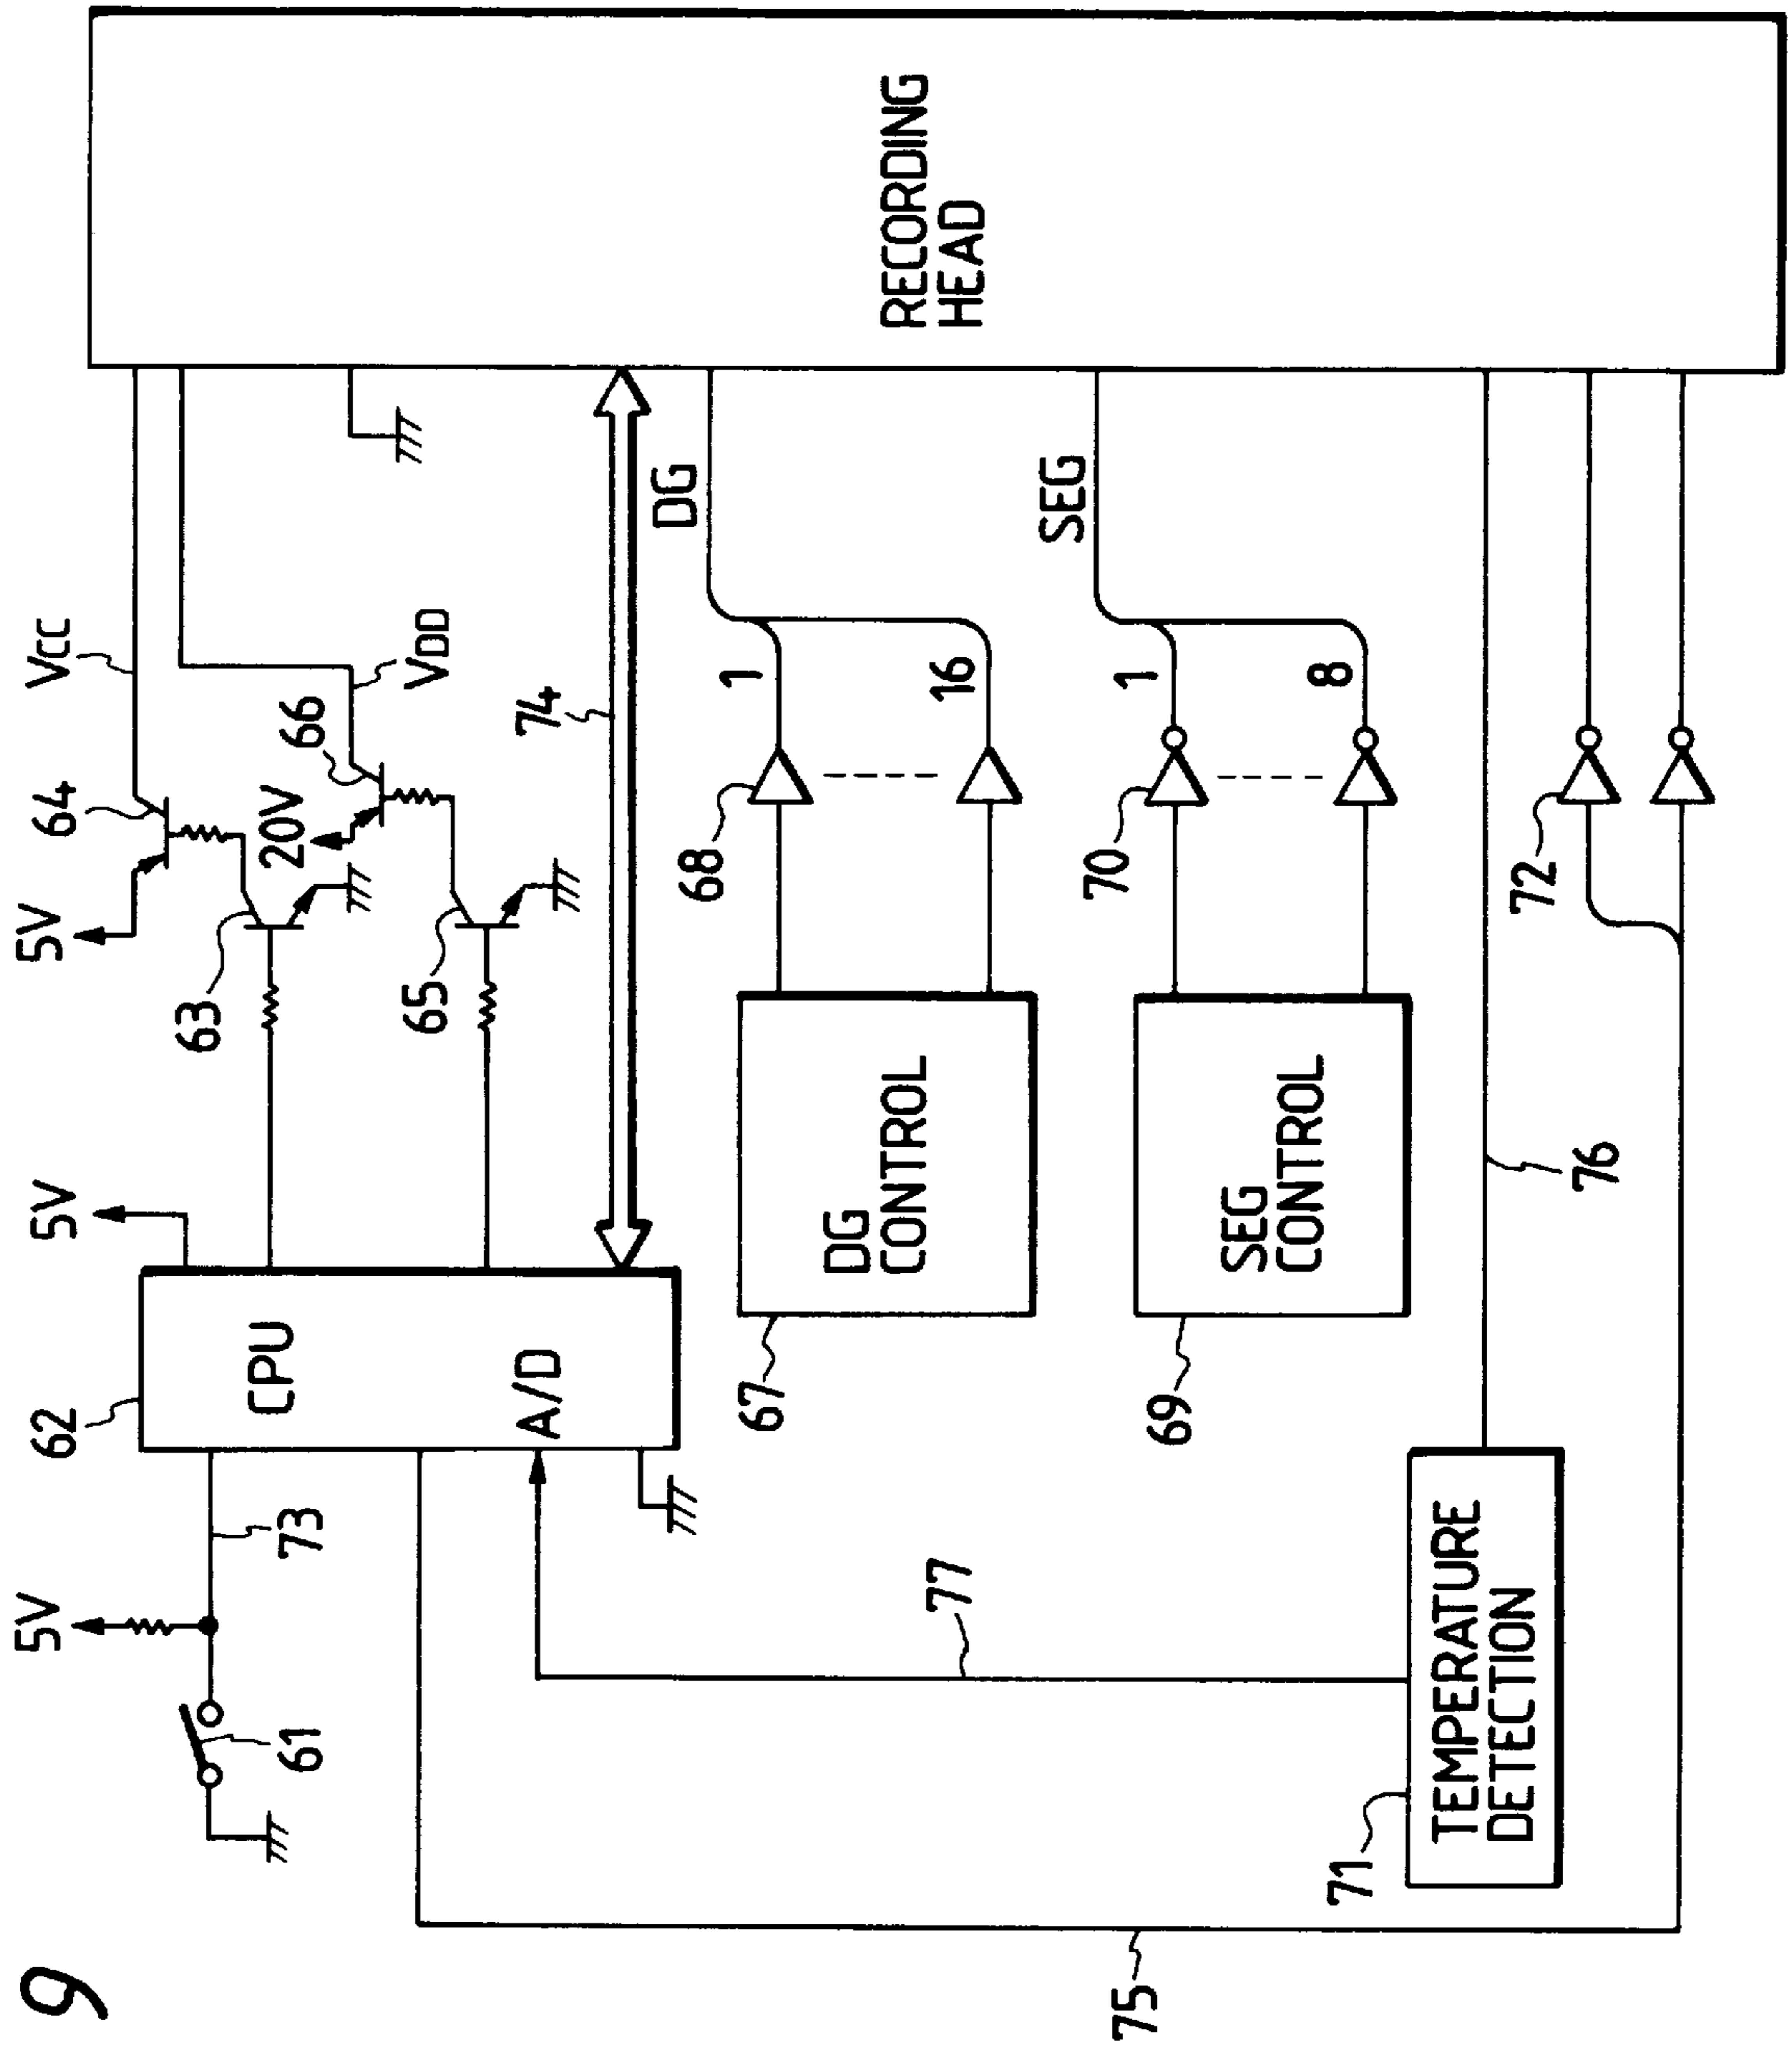 9
5V
61
73
62
CPU
A/D
5V
63
5V
64
65
20V
66
VCC
VDD
74
67
DG
CONTROL
68
1
16
DG
69
SEG
CONTROL
70
1
8
SEG
71
TEMPERATURE
DETECTION
72
75
76
77
RECORDING
HEAD